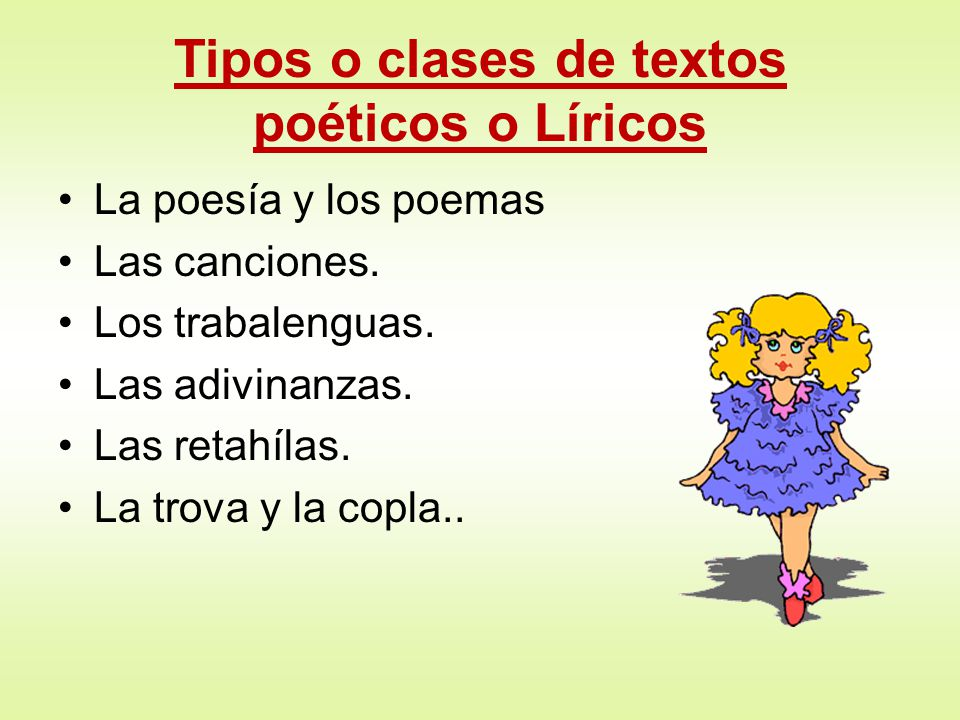 Tipos o clases de textos
poéticos o Líricos
• La poesía y los poemas
• Las canciones.
• Los trabalenguas.
• Las adivinanzas.
• Las retahílas.
• La trova y la copla..